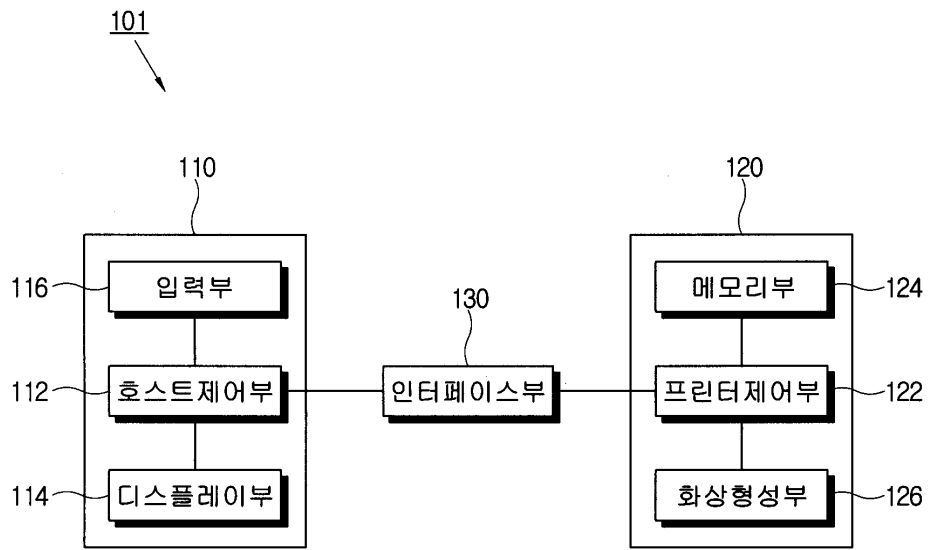 101
110
120
116
입력부
메모리부
124
130
112
호스트제어부
인터페이스부
프린터제어부
122
114
디스플레이부
화상형성부
126